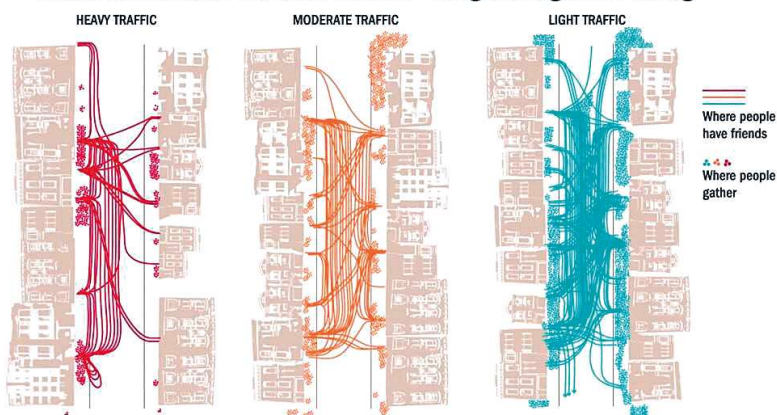 HEAVY TRAFFIC
MODERATE TRAFFIC
LIGHT TRAFFIC
Where people
have friends
Where people
gather